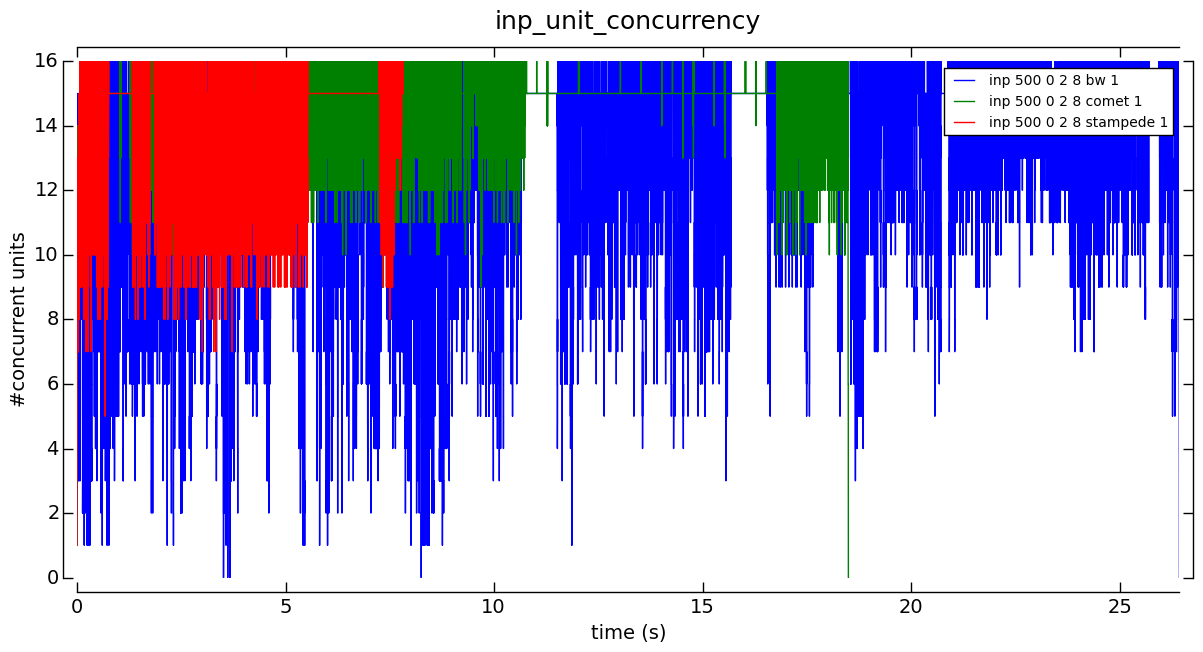 inp_unit_concurrency
16
14
12
10
8
6
4
2
0
#concurrent units
inp 500 0 2 8 bw 1
inp 500 0 2 8 comet 1
inp 500 0 2 8 stampede 1
0 5 10 15 20 25
time (s)